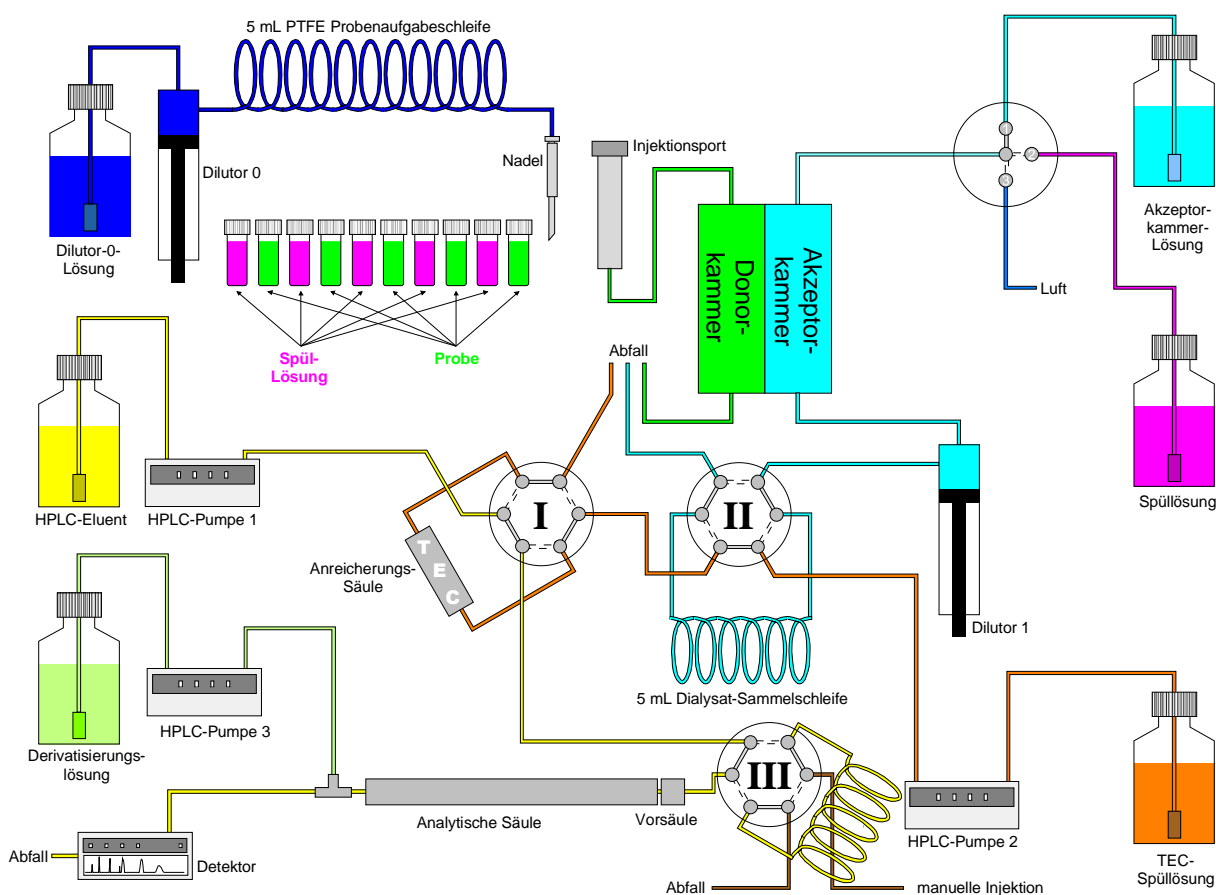 5 mL PTFE Probenaufgabeschleife
1
2
3
Injektionsport
Nadel
Dilutor 0
Akzeptor-
kammer-
Lösung
Dilutor-0-
Lösung
Donor-
kammer
Akzeptor-
kammer
Luft
Spül-
Lösung
Probe
Abfall
HPLC-Eluent
HPLC-Pumpe 1
I
II
Spüllösung
Anreicherungs-
Säule
T
E
C
Dilutor 1
5 mL Dialysat-Sammelschleife
HPLC-Pumpe 3
Derivatisierungs-
lösung
III
Analytische Säule
Vorsäule
HPLC-Pumpe 2
Abfall
Detektor
TEC-
Spüllösung
Abfall
manuelle Injektion